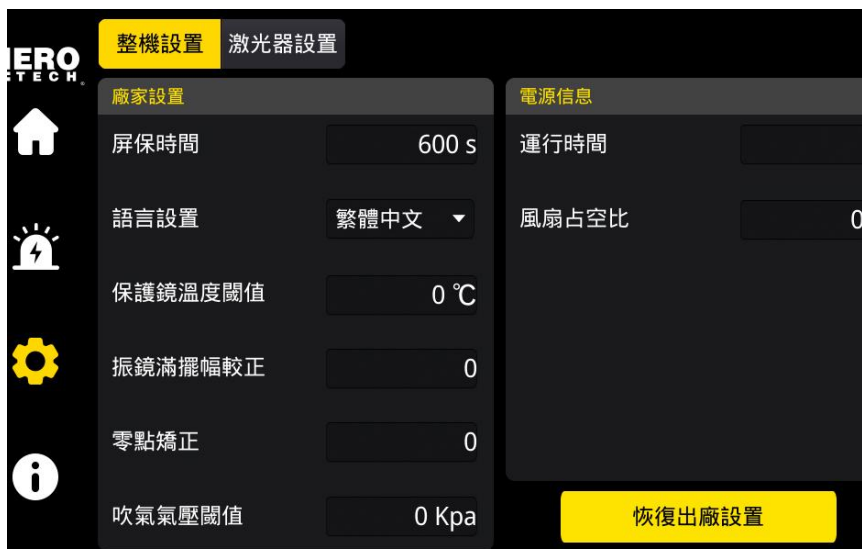 整機設置 激光器設置
廠家設置
屏保時間 600 s
語言設置 繁體中文
保護鏡溫度閾值 0 ℃
振鏡滿擺幅較正 0
零點矯正 0
吹氣氣壓閾值 0 Kpa
電源信息
運行時間
風扇占空比 0
恢復出廠設置